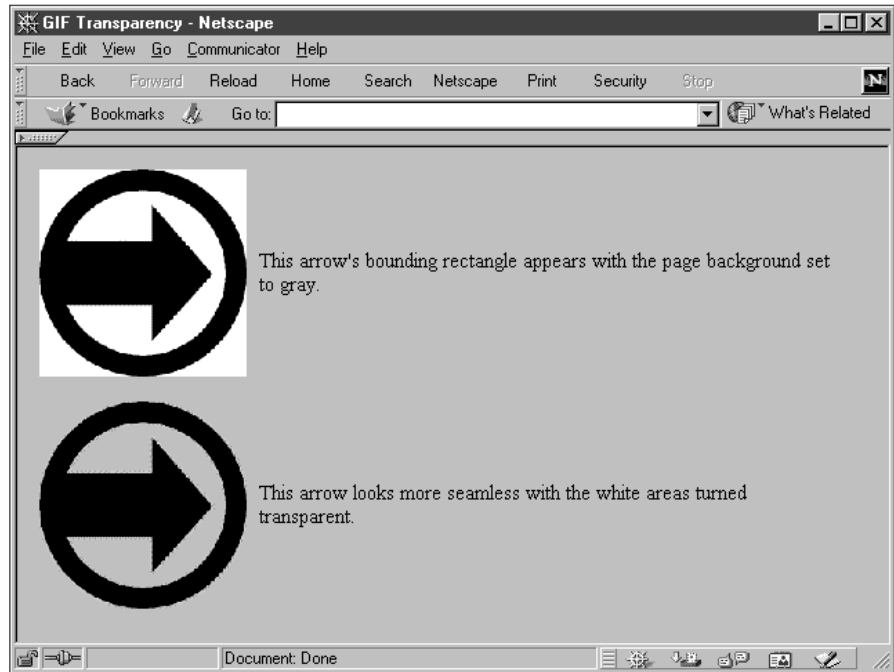 GIF Transparency - Netscape
File Edit View Go Communicator Help
Back Forward Reload Home Search Netscape Print Security Stop
N
Bookmarks Go to: What's Related
This arrow's bounding rectangle appears with the page background set
to gray.
This arrow looks more seamless with the white areas turned
transparent.
Document: Done